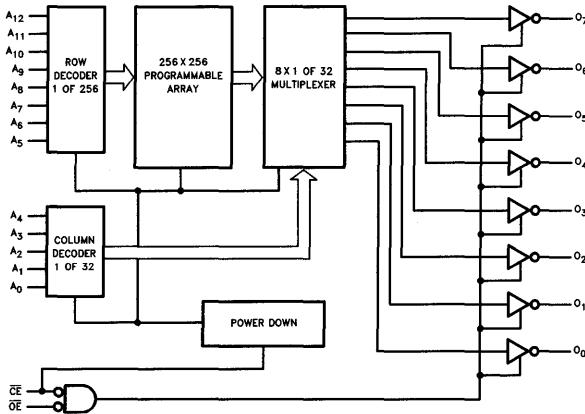 A12
A11
A10
A9
A8
A7
A6
A5
ROW
DECODER
1 OF 256
256 X 256
PROGRAMMABLE
ARRAY
8 X 1 OF 32
MULTIPLEXER
A4
A3
A2
A1
A0
COLUMN
DECODER
1 OF 32
POWER DOWN
CE
OE
O7
O6
O5
O4
O3
O2
O1
O0